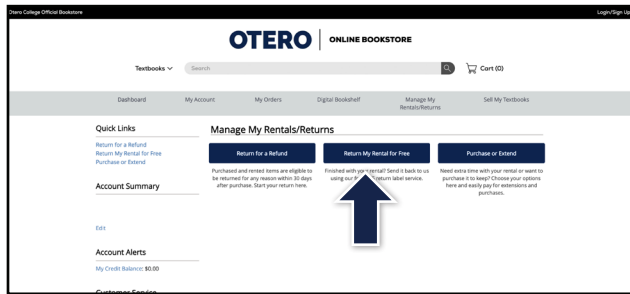 Otero College Official Bookstore
Login/Sign Up
OTERO | ONLINE BOOKSTORE
Textbooks
Search
Cart (0)
Dashboard
My Account
My Orders
Digital Bookshelf
Manage My
Rentals/Returns
Sell My Textbooks
Quick Links
Return for a Refund
Return My Rental for Free
Purchase or Extend
Account Summary
Edit
Account Alerts
My Credit Balance: $0.00
Customer Service
Manage My Rentals/Returns
Return for a Refund
Purchased and rented items are eligible to
be returned for any reason within 30 days
after purchase. Start your return here.
Return My Rental for Free
Finished with your rental? Send it back to us
using our return label service.
Purchase or Extend
Need extra time with your rental or want to
purchase it to keep? Choose your options
here and easily pay for extensions and
purchases.